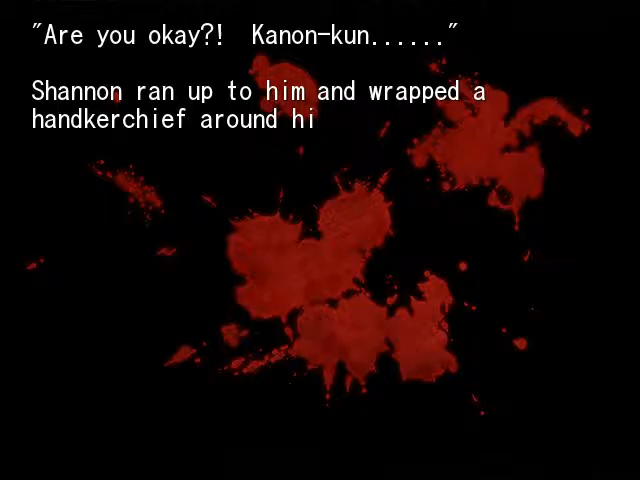 "Are you okay?!  Kanon-kun......"
Shannon ran up to him and wrapped a
handkerchief around hi